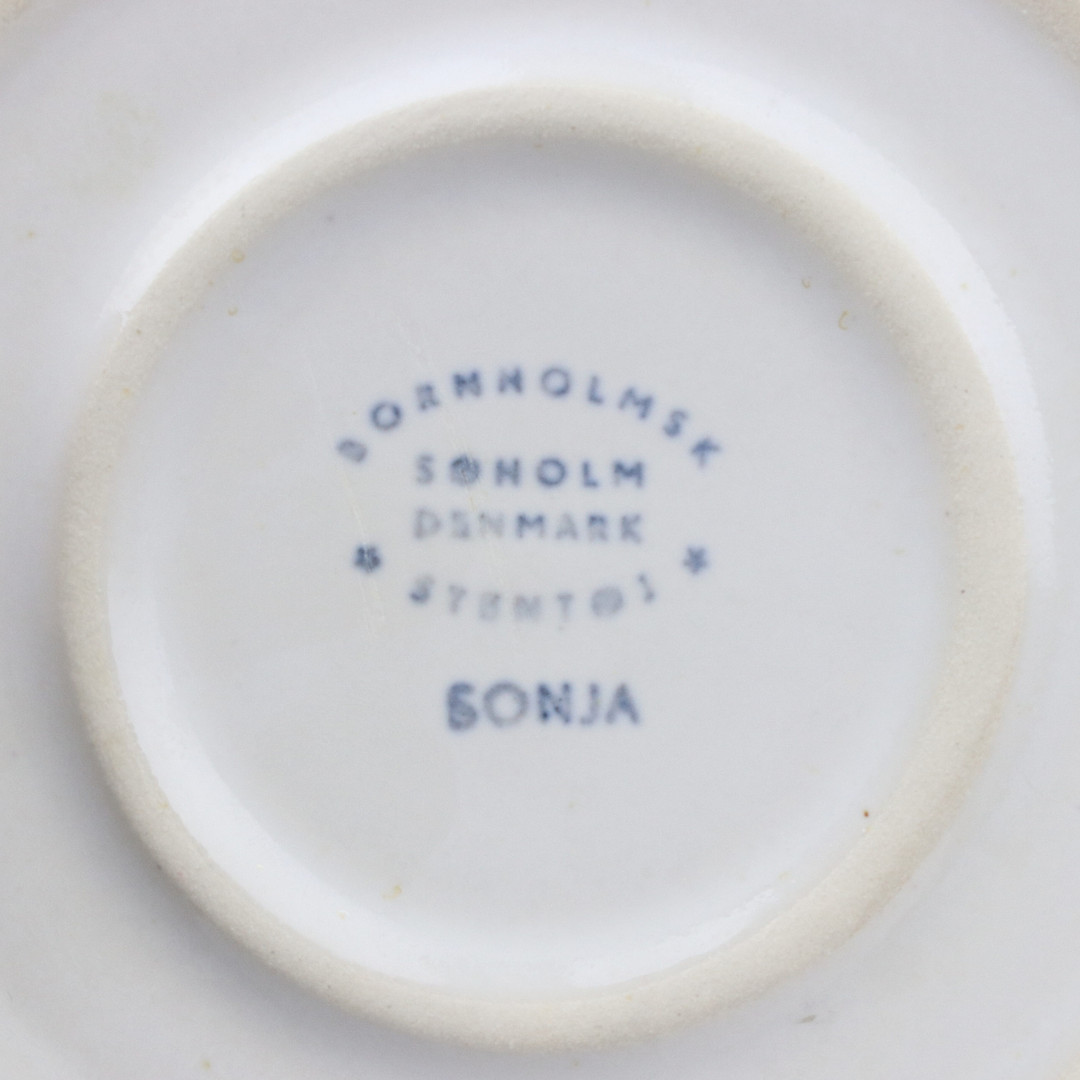 BORNHOLMSK
SØHOLM
DENMARK
* STENTØJ *
SONJA